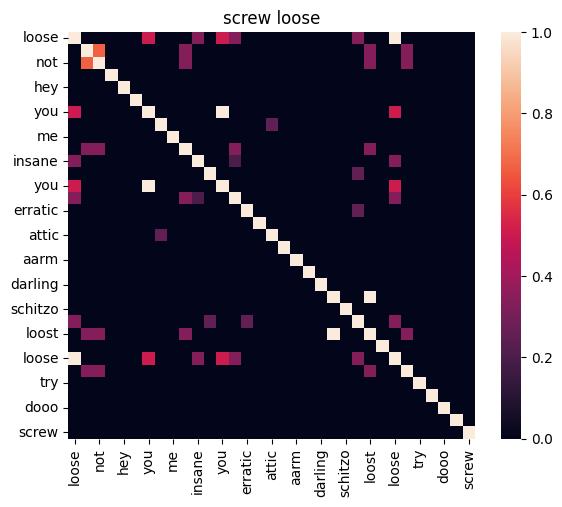 screw loose
loose
not
hey
you
me
insane
you
erratic
attic
aarm
darling
schitzo
loost
loose
try
dooo
screw
1.0
0.8
0.6
0.4
0.2
0.0
loose
not
hey
you
me
insane
you
erratic
attic
aarm
darling
schitzo
loost
loose
try
dooo
screw